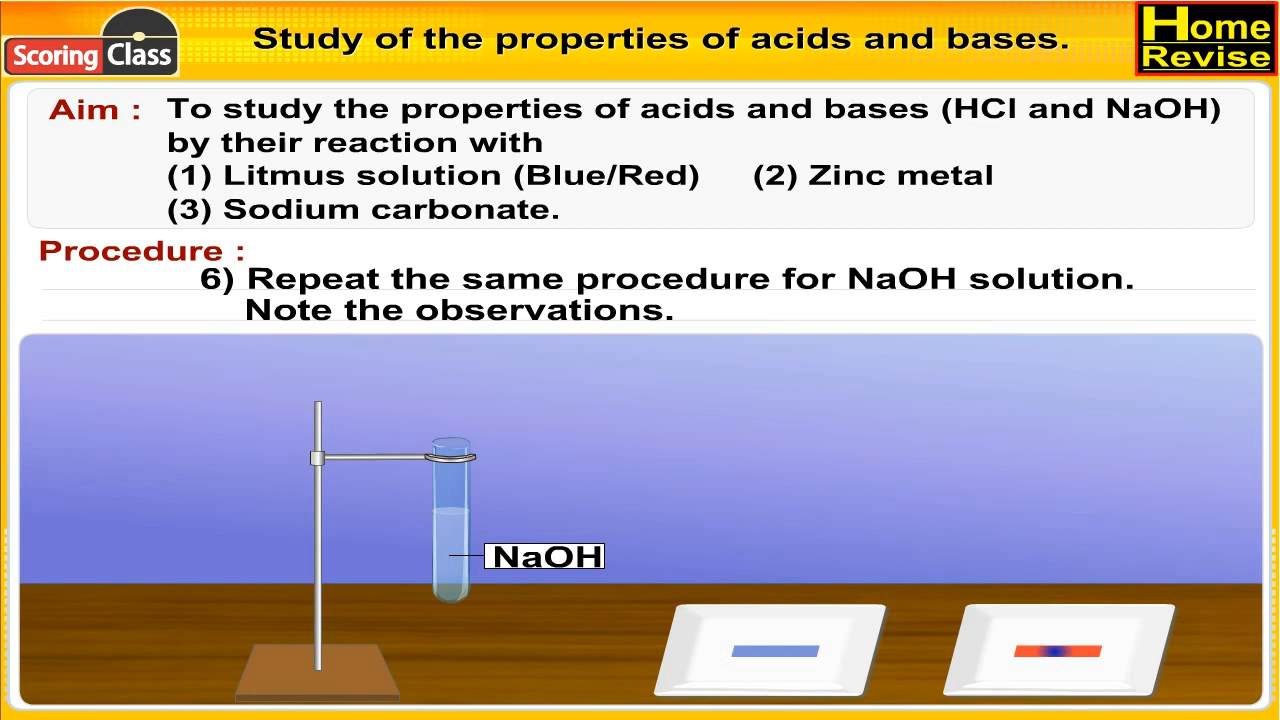 Scoring Class
Study of the properties of acids and bases.
Home
Revise
Aim : To study the properties of acids and bases (HCl and NaOH)
by their reaction with
(1) Litmus solution (Blue/Red) (2) Zinc metal
(3) Sodium carbonate.
Procedure :
6) Repeat the same procedure for NaOH solution.
Note the observations.
NaOH